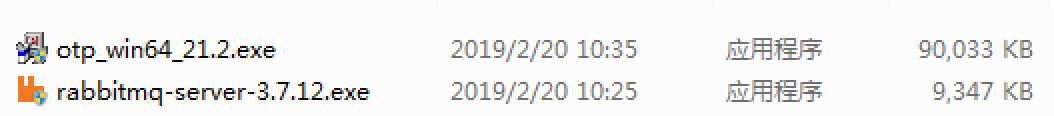 otp_win64_21.2.exe 2019/2/20 10:35 应用程序 90,033 KB
rabbitmq-server-3.7.12.exe 2019/2/20 10:25 应用程序 9,347 KB